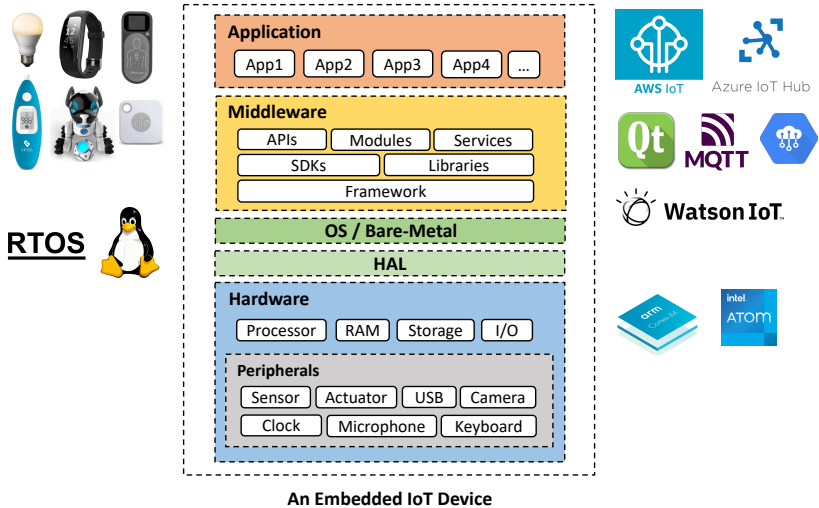 Application
App1 App2 App3 App4 ...
Middleware
APIs Modules Services
SDKs Libraries
Framework
OS / Bare-Metal
HAL
Hardware
Processor RAM Storage I/O
Peripherals
Sensor Actuator USB Camera
Clock Microphone Keyboard
An Embedded IoT Device
RTOS
AWS IoT
Azure IoT Hub
Qt
MQTT
Watson IoT
arm
Cortex-M
intel.
ATOM